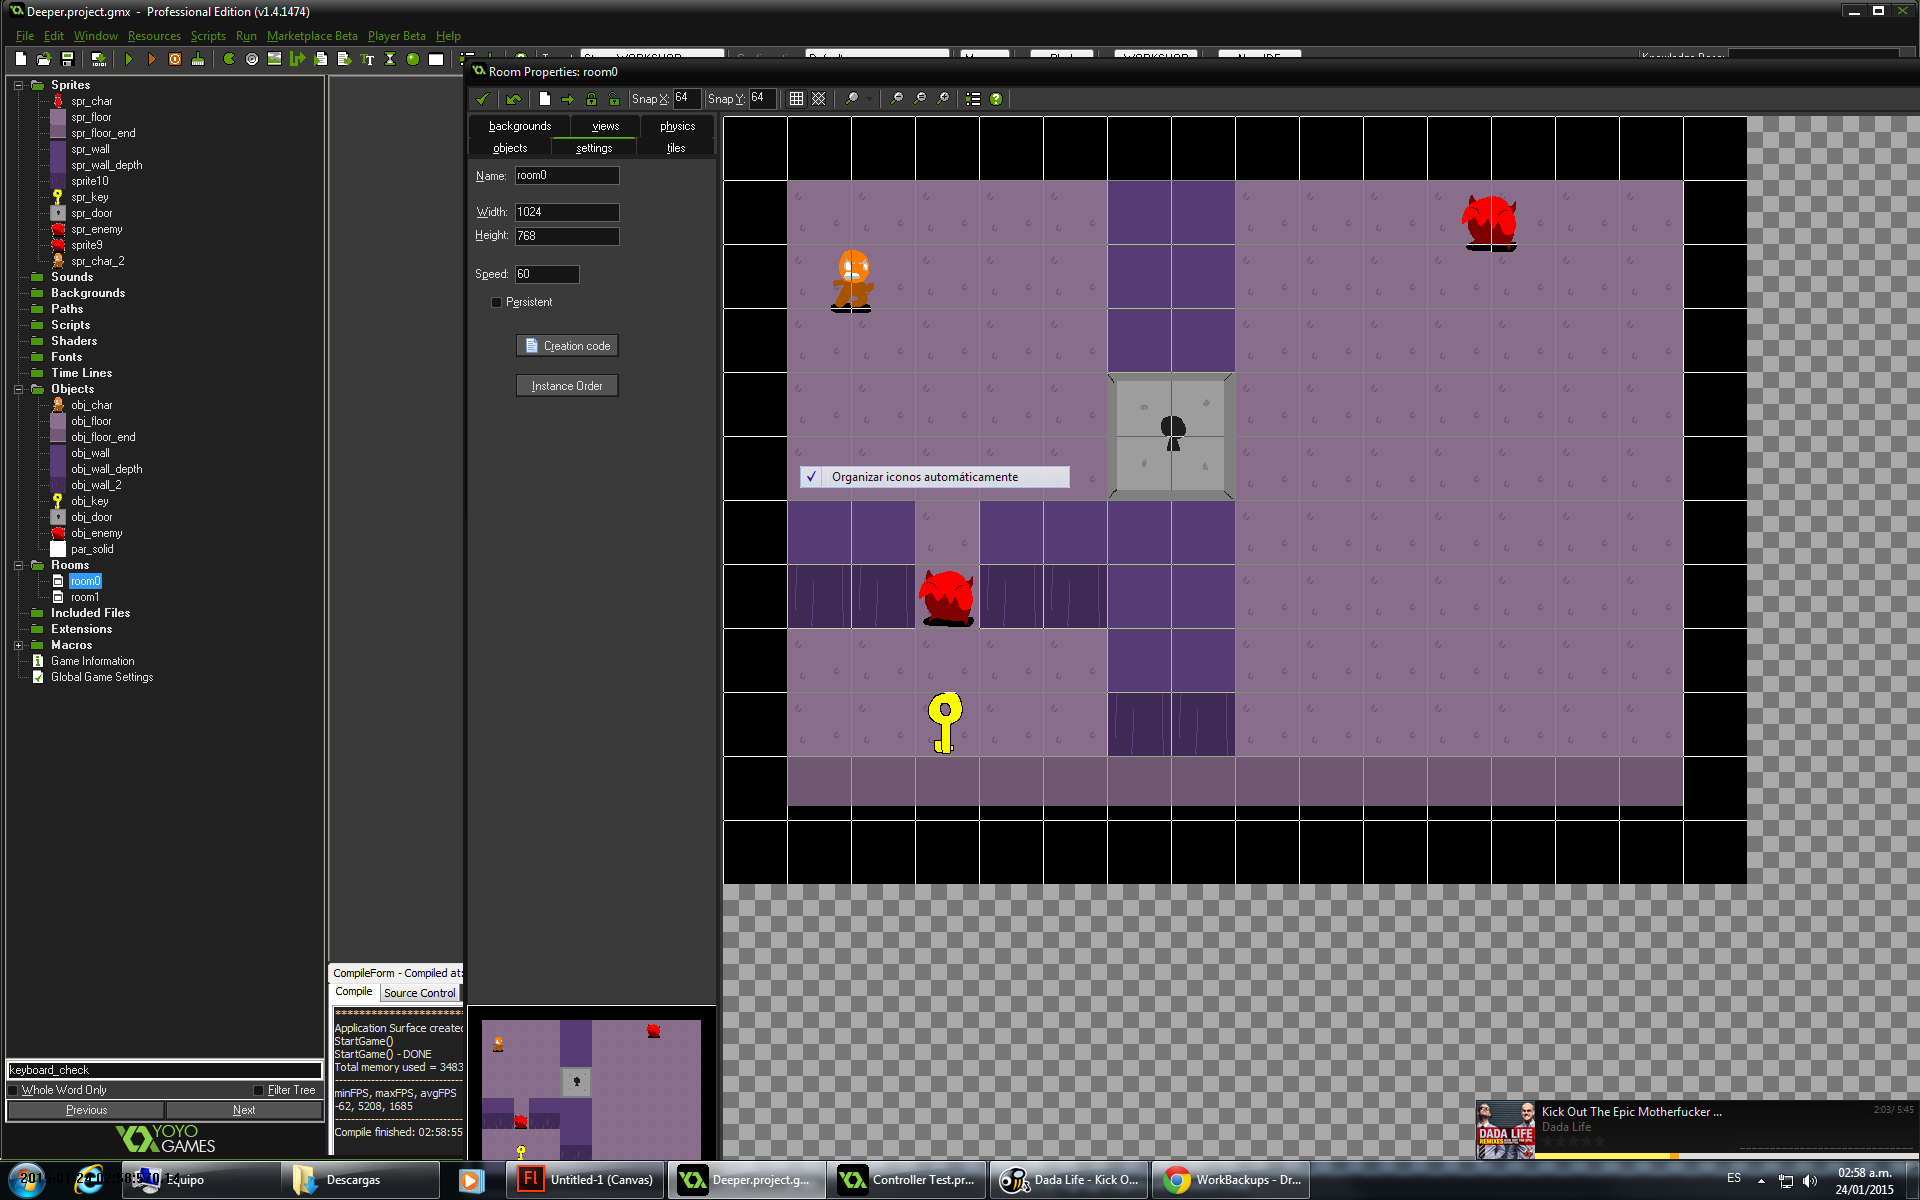 Deeper.project.gmx - Professional Edition (v1.4.1474)
File Edit Window Resources Scripts Run Marketplace Beta Player Beta Help
Room Properties: room0
Snap X: 64 Snap Y: 64
backgrounds views physics
objects settings tiles
Name: room0
Width: 1024
Height: 768
Speed: 60
Persistent
Creation code
Instance Order
Sprites
spr_char
spr_floor
spr_floor_end
spr_wall
spr_wall_depth
sprite10
spr_key
spr_door
spr_enemy
sprite9
spr_char_2
Sounds
Backgrounds
Paths
Scripts
Shaders
Fonts
Time Lines
Objects
obj_char
obj_floor
obj_floor_end
obj_wall
obj_wall_depth
obj_wall_2
obj_key
obj_door
obj_enemy
par_solid
Rooms
room0
room1
Included Files
Extensions
Macros
Game Information
Global Game Settings
Organizar iconos automáticamente
CompileForm - Compiled at:
Compile Source Control
Application Surface created
StartGame()
StartGame() - DONE
Total memory used = 3483
minFPS, maxFPS, avgFPS
-62, 5208, 1685
Compile finished: 02:58:55
keyboard_check
Whole Word Only Filter Tree
Previous Next
YOYO
GAMES
DADA LIFE
Kick Out The Epic Motherfucker ...
2:03/ 5:45
Dada Life
Equipo
Descargas
Untitled-1 (Canvas)
Deeper.project.g...
Controller Test.pr...
Dada Life - Kick O...
WorkBackups - Dr...
ES
02:58 a.m.
24/01/2015